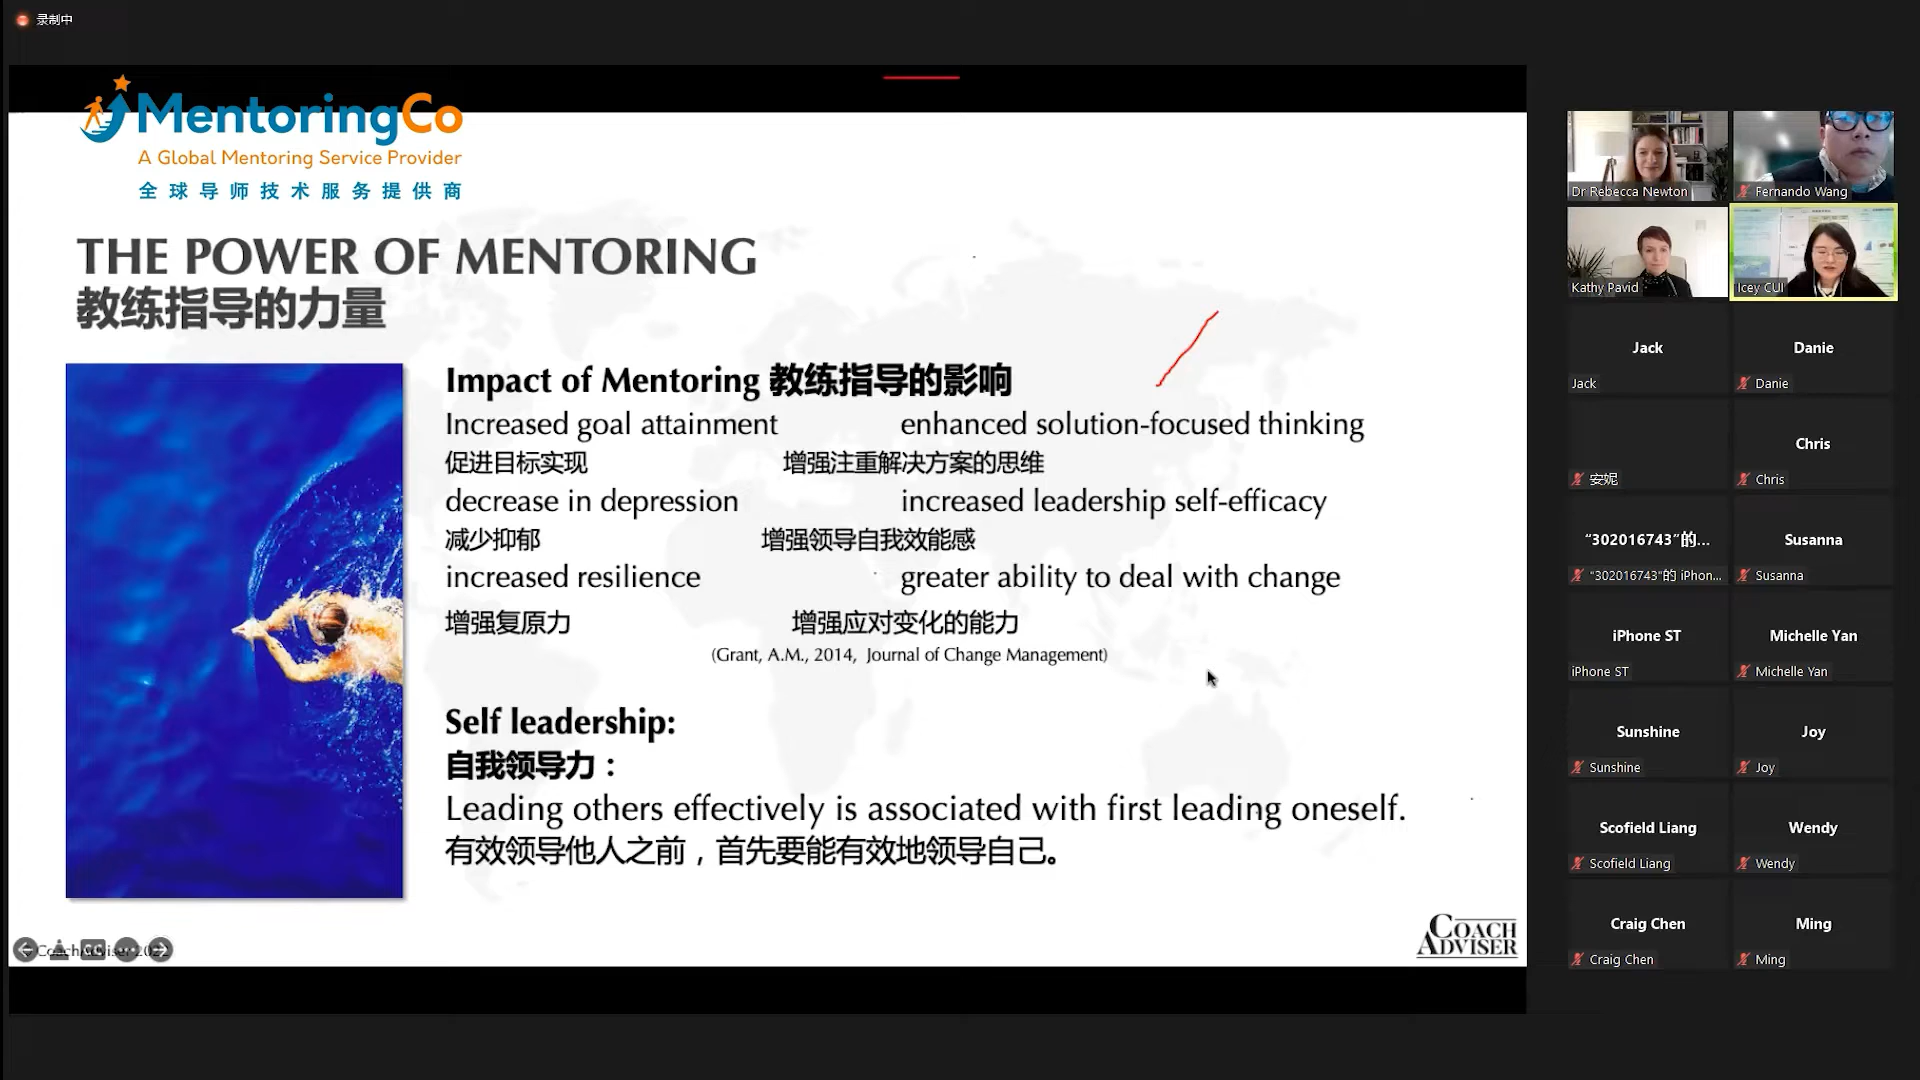 录制中
MentoringCo
A Global Mentoring Service Provider
全球导师技术服务提供商
THE POWER OF MENTORING
教练指导的力量
Impact of Mentoring 教练指导的影响
Increased goal attainment enhanced solution-focused thinking
促进目标实现 增强注重解决方案的思维
decrease in depression increased leadership self-efficacy
减少抑郁 增强领导自我效能感
increased resilience greater ability to deal with change
增强复原力 增强应对变化的能力
(Grant, A.M., 2014, Journal of Change Management)
Self leadership:
自我领导力：
Leading others effectively is associated with first leading oneself.
有效领导他人之前，首先要能有效地领导自己。
CoachAdviser 2022
COACH
ADVISER
Dr Rebecca Newton
Fernando Wang
Kathy Pavid
Icey CUI
Jack
Danie
Jack
Danie
Chris
安妮
Chris
“302016743”的...
Susanna
“302016743”的 iPhon...
Susanna
iPhone ST
Michelle Yan
iPhone ST
Michelle Yan
Sunshine
Joy
Sunshine
Joy
Scofield Liang
Wendy
Scofield Liang
Wendy
Craig Chen
Ming
Craig Chen
Ming